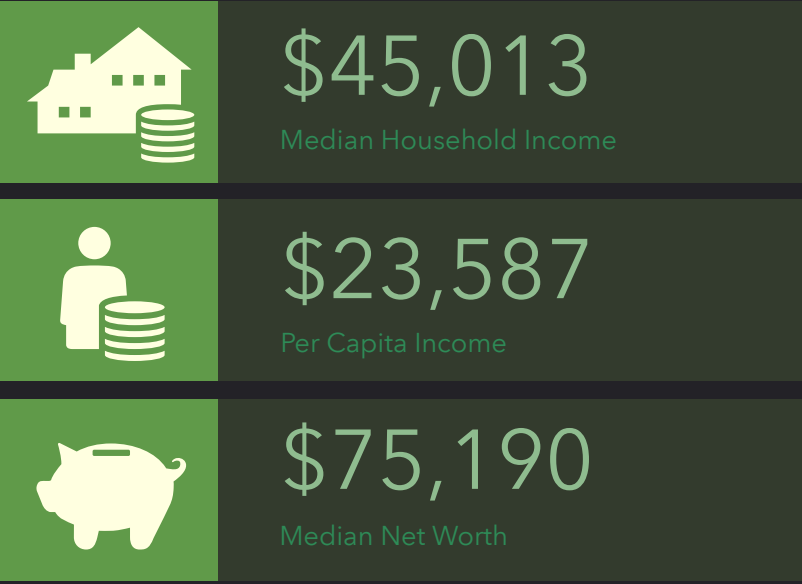 $45,013
Median Household Income
$23,587
Per Capita Income
$75,190
Median Net Worth